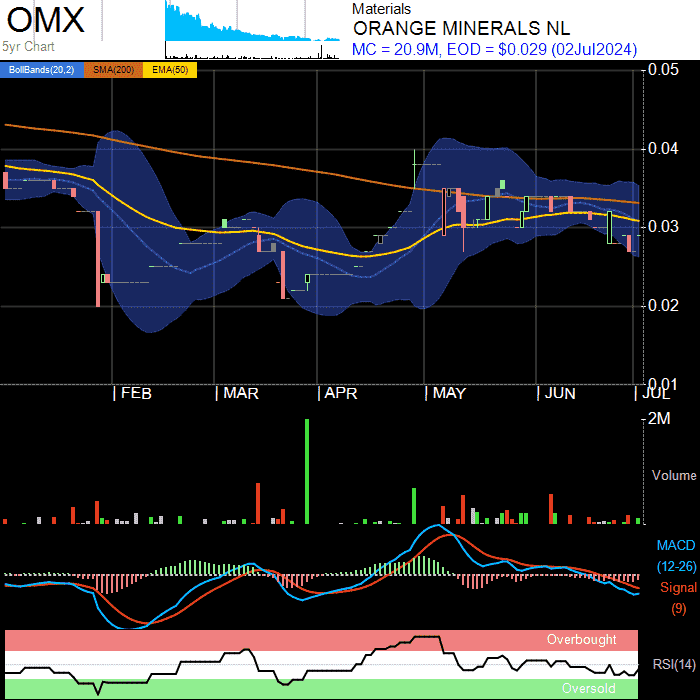 OMX
5yr Chart
Materials
ORANGE MINERALS NL
MC = 20.9M, EOD = $0.029 (02Jul2024)
BollBands(20,2) SMA(200) EMA(50)
0.05
0.04
0.03
0.02
0.01
FEB MAR APR MAY JUN JUL
2M
Volume
MACD
(12-26)
Signal
(9)
Overbought
RSI(14)
Oversold